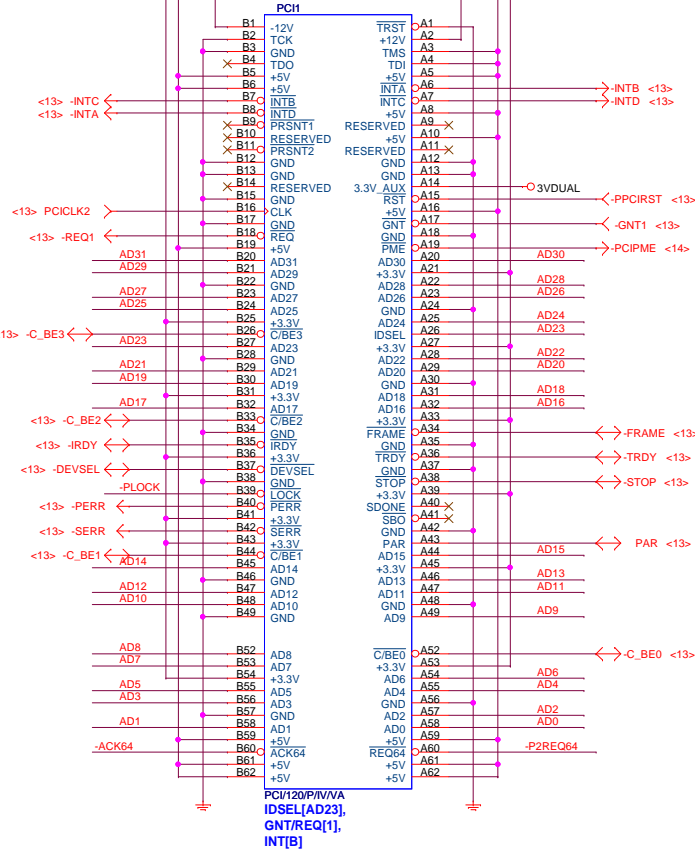 PCI1
B1 -12V TRST A1
B2 TCK +12V A2
B3 GND TMS A3
B4 TDO TDI A4
B5 +5V +5V A5
B6 +5V INTA A6 -INTB <13>
<13> -INTC B7 INTB INTC A7 -INTD <13>
<13> -INTA B8 INTD +5V A8
B9 PRSNT1 RESERVED A9
B10 RESERVED +5V A10
B11 PRSNT2 RESERVED A11
B12 GND GND A12
B13 GND GND A13
B14 RESERVED 3.3V_AUX A14 3VDUAL
B15 GND RST A15 -PPCIRST <13>
<13> PCICLK2 B16 CLK +5V A16
B17 GND GNT A17 -GNT1 <13>
<13> -REQ1 B18 REQ GND A18
B19 +5V PME A19 -PCIPME <14>
AD31 B20 AD31 AD30 A20 AD30
AD29 B21 AD29 +3.3V A21
B22 GND AD28 A22 AD28
AD27 B23 AD27 AD26 A23 AD26
AD25 B24 AD25 GND A24
B25 +3.3V AD24 A25 AD24
13> -C_BE3 B26 C/BE3 IDSEL A26 AD23
AD23 B27 AD23 +3.3V A27
B28 GND AD22 A28 AD22
AD21 B29 AD21 AD20 A29 AD20
AD19 B30 AD19 GND A30
B31 +3.3V AD18 A31 AD18
AD17 B32 AD17 AD16 A32 AD16
<13> -C_BE2 B33 C/BE2 +3.3V A33
B34 GND FRAME A34 -FRAME <13>
<13> -IRDY B35 IRDY GND A35
B36 +3.3V TRDY A36 -TRDY <13>
<13> -DEVSEL B37 DEVSEL GND A37
B38 GND STOP A38 -STOP <13>
-PLOCK B39 LOCK +3.3V A39
<13> -PERR B40 PERR SDONE A40
B41 +3.3V SBO A41
<13> -SERR B42 SERR GND A42
B43 +3.3V PAR A43 PAR <13>
<13> -C_BE1 B44 C/BE1 AD15 A44 AD15
AD14 B45 AD14 +3.3V A45
B46 GND AD13 A46 AD13
AD12 B47 AD12 AD11 A47 AD11
AD10 B48 AD10 GND A48
B49 GND AD9 A49 AD9
AD8 B52 AD8 C/BE0 A52 -C_BE0 <13>
AD7 B53 AD7 +3.3V A53
B54 +3.3V AD6 A54 AD6
AD5 B55 AD5 AD4 A55 AD4
AD3 B56 AD3 GND A56
B57 GND AD2 A57 AD2
AD1 B58 AD1 AD0 A58 AD0
B59 +5V +5V A59
-ACK64 B60 ACK64 REQ64 A60 -P2REQ64
B61 +5V +5V A61
B62 +5V +5V A62
PCI/120/P/IV/VA
IDSEL[AD23],
GNT/REQ[1],
INT[B]